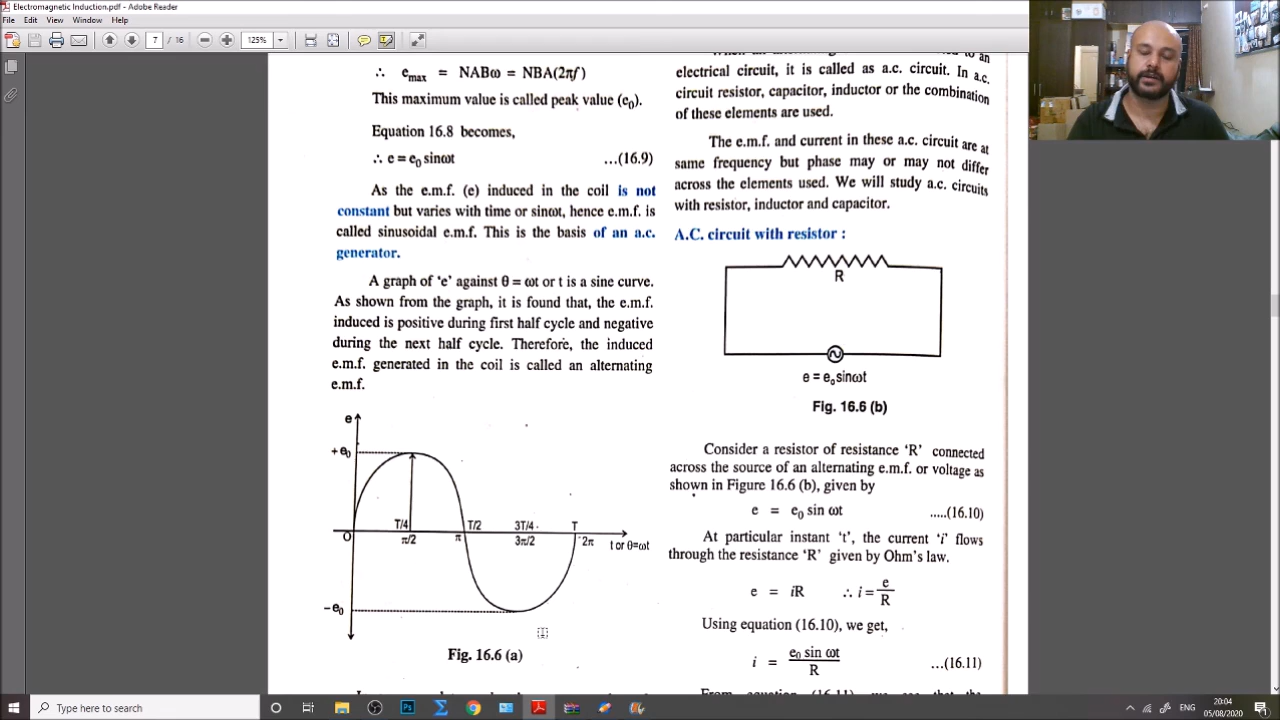 Electromagnetic Induction.pdf - Adobe Reader
File Edit View Window Help
7 / 16 125%
∴ emax = NABω = NBA(2πf)
This maximum value is called peak value (e0).
Equation 16.8 becomes,
∴ e = e0 sinωt ...(16.9)
As the e.m.f. (e) induced in the coil is not
constant but varies with time or sinωt, hence e.m.f. is
called sinusoidal e.m.f. This is the basis of an a.c.
generator.
A graph of 'e' against θ = ωt or t is a sine curve.
As shown from the graph, it is found that, the e.m.f.
induced is positive during first half cycle and negative
during the next half cycle. Therefore, the induced
e.m.f. generated in the coil is called an alternating
e.m.f.
e
+e0
T/4 T/2 3T/4 T
O π/2 π 3π/2 2π t or θ=ωt
−e0
Fig. 16.6 (a)
electrical circuit, it is called as a.c. circuit. In a.c.
circuit resistor, capacitor, inductor or the combination
of these elements are used.
The e.m.f. and current in these a.c. circuit are at
same frequency but phase may or may not differ
across the elements used. We will study a.c. circuits
with resistor, inductor and capacitor.
A.C. circuit with resistor :
R
e = e0 sinωt
Fig. 16.6 (b)
Consider a resistor of resistance 'R' connected
across the source of an alternating e.m.f. or voltage as
shown in Figure 16.6 (b), given by
e = e0 sin ωt .....(16.10)
At particular instant 't', the current 'i' flows
through the resistance 'R' given by Ohm's law.
e = iR ∴ i = e/R
Using equation (16.10), we get,
i = e0 sin ωt / R ...(16.11)
Type here to search
20:04
05/08/2020